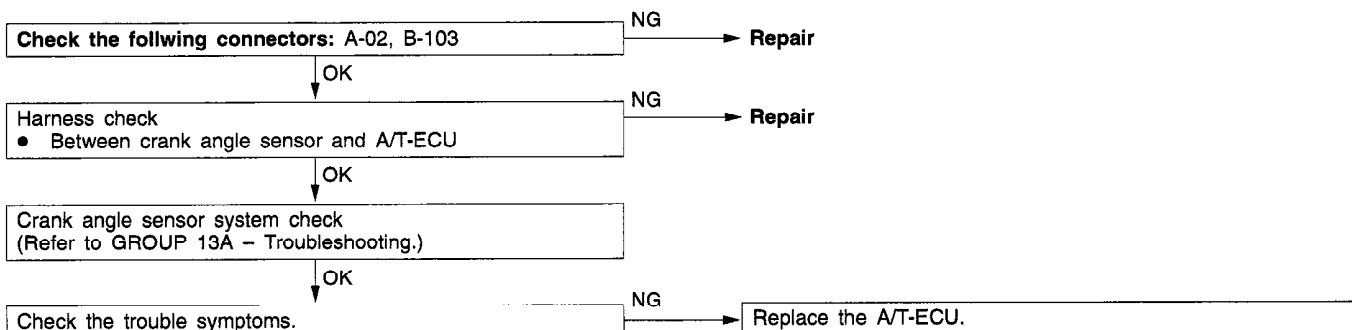 NG
Check the follwing connectors: A-02, B-103
Repair
OK
NG
Harness check
Repair
● Between crank angle sensor and A/T-ECU
OK
Crank angle sensor system check
(Refer to GROUP 13A – Troubleshooting.)
OK
NG
Check the trouble symptoms.
Replace the A/T-ECU.